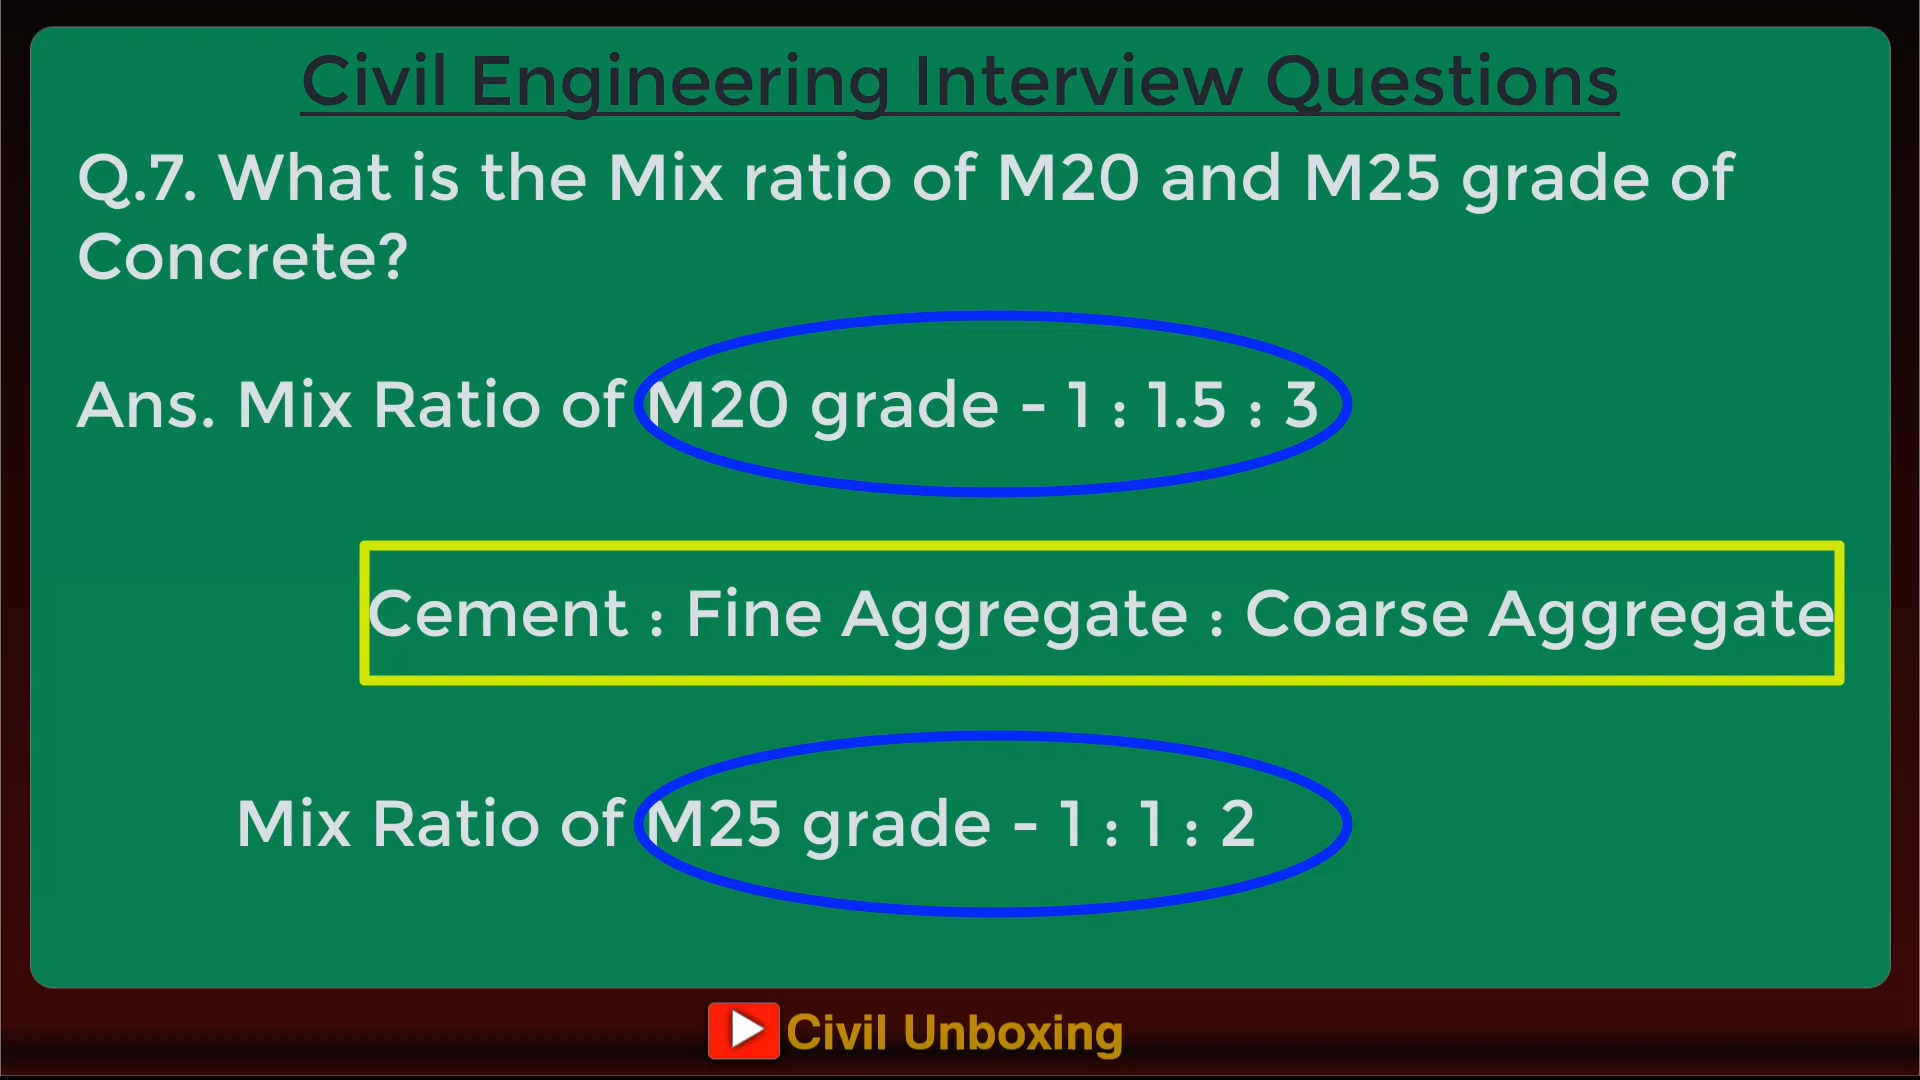 Civil Engineering Interview Questions
Q.7. What is the Mix ratio of M20 and M25 grade of
Concrete?
Ans. Mix Ratio of M20 grade - 1 : 1.5 : 3
Cement : Fine Aggregate : Coarse Aggregate
Mix Ratio of M25 grade - 1 : 1 : 2
Civil Unboxing